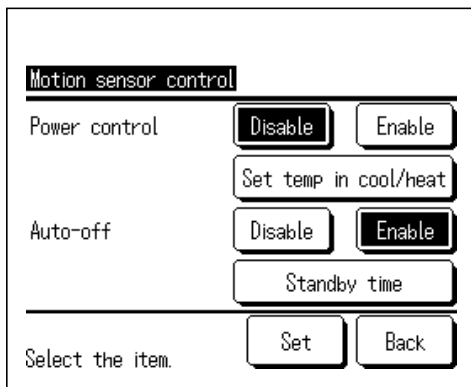 Motion sensor control
Power control Disable Enable
Set temp in cool/heat
Auto-off Disable Enable
Standby time
Set Back
Select the item.